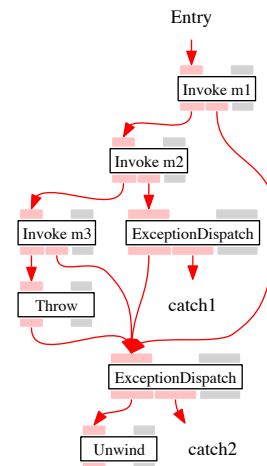 Entry
Invoke m1
Invoke m2
Invoke m3
ExceptionDispatch
Throw
catch1
ExceptionDispatch
Unwind
catch2